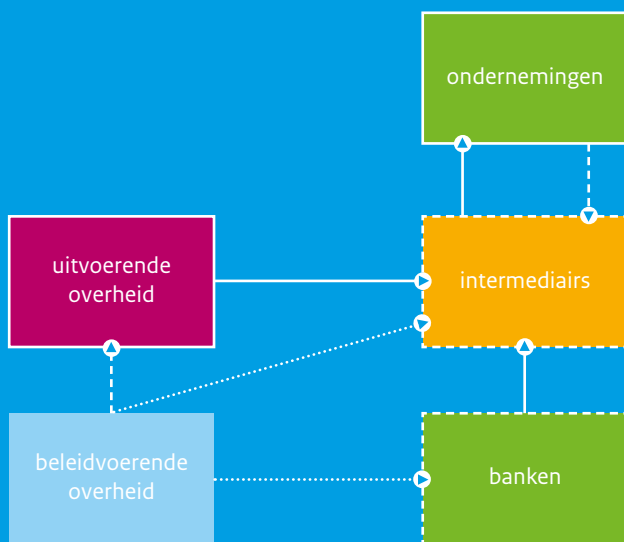 ondernemingen
uitvoerende
overheid
intermediairs
beleidvoerende
overheid
banken